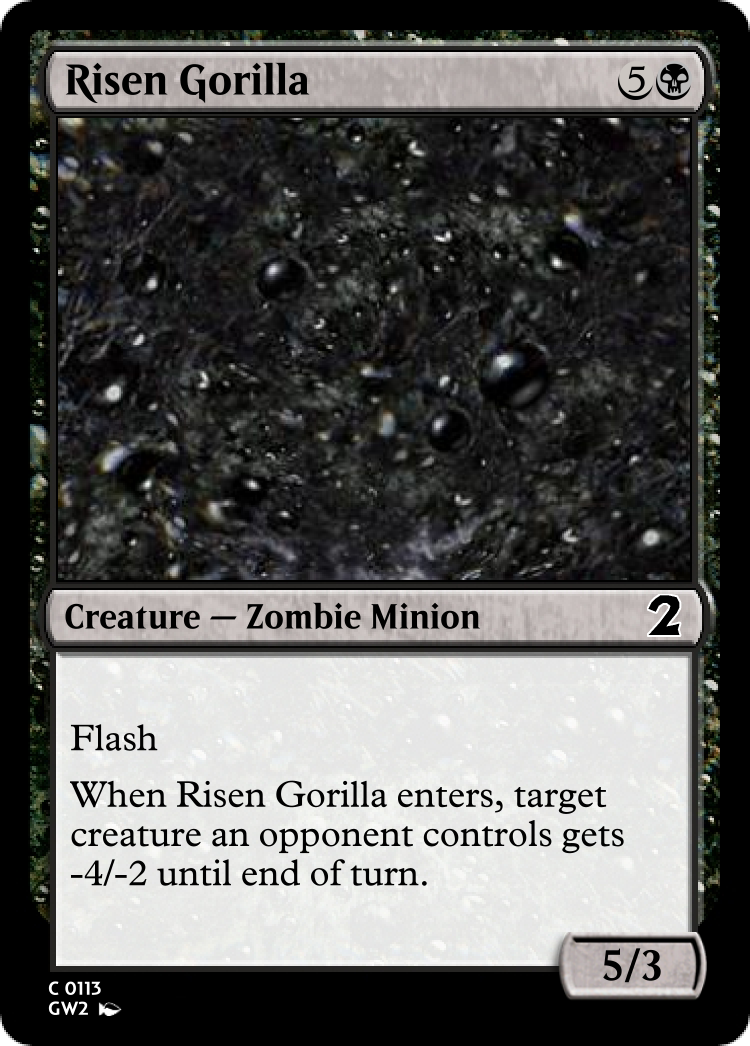 Risen Gorilla 5
Creature — Zombie Minion 2
Flash
When Risen Gorilla enters, target
creature an opponent controls gets
-4/-2 until end of turn.
5/3
C 0113
GW2